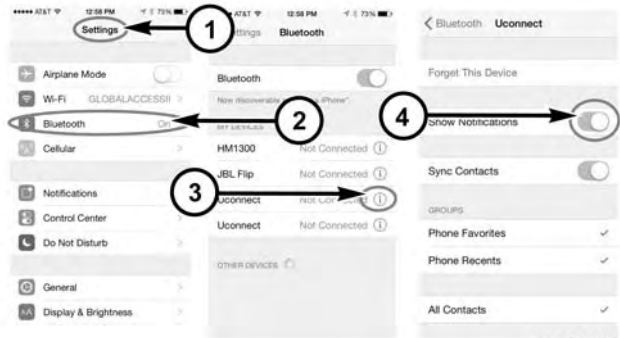 AT&T 12:58 PM 73%
Settings
1
Airplane Mode
Wi-Fi GLOBALACCESSII
Bluetooth On
2
Cellular
Notifications
Control Center
Do Not Disturb
General
Display & Brightness
AA
AT&T 12:58 PM 73%
Bluetooth
Bluetooth
Now discoverable iPhone".
MY DEVICES
HM1300 Not Connected
JBL Flip Not Connected
3
Uconnect Not Connected
Uconnect Not Connected
OTHER DEVICES
Bluetooth Uconnect
Forget This Device
4
Show Notifications
Sync Contacts
GROUPS
Phone Favorites
Phone Recents
All Contacts